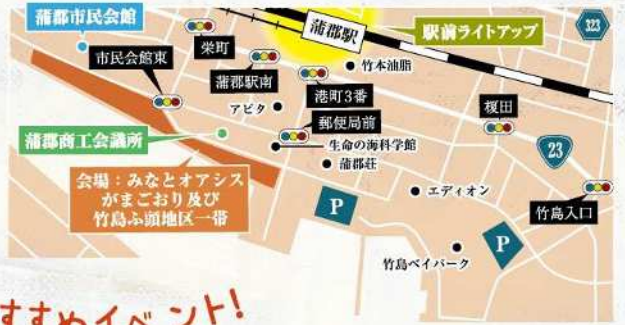 蒲郡市民会館
栄町
蒲郡駅
駅前ライトアップ
323
市民会館東
蒲郡駅南
竹本油脂
港町3番
アピタ
郵便局前
榎田
蒲郡商工会議所
生命の海科学館
23
蒲郡荘
会場：みなとオアシス
がまごおり及び
竹島ふ頭地区一帯
エディオン
P
竹島入口
P
竹島ベイパーク
すすめイベント!